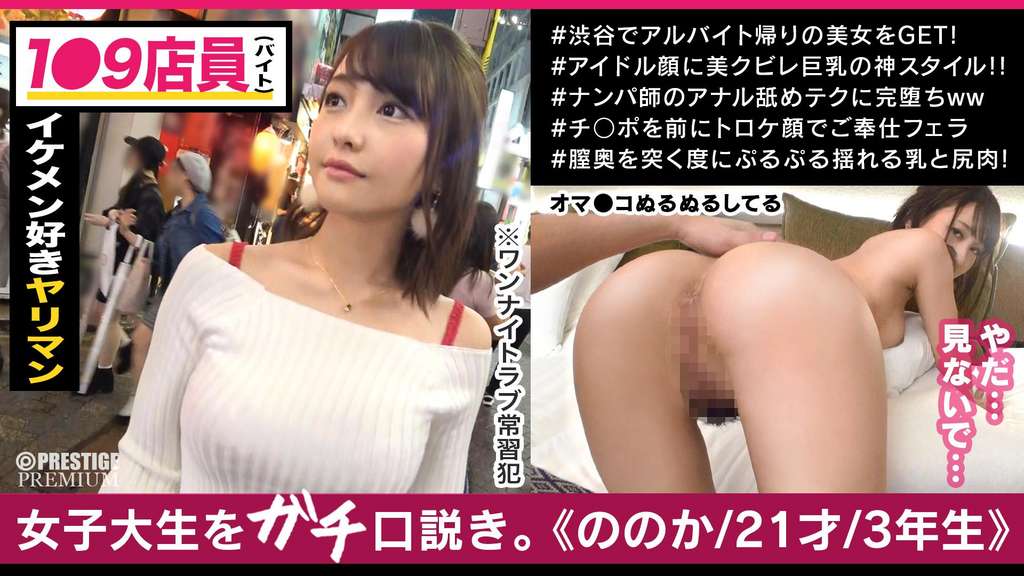 1●9店員
(バイト)
イケメン好きヤリマン
※ワンナイトラブ常習犯
©PRESTIGE
PREMIUM
#渋谷でアルバイト帰りの美女をGET!
#アイドル顔に美クビレ巨乳の神スタイル!!
#ナンパ師のアナル舐めテクに完堕ちww
#チ○ポを前にトロケ顔でご奉仕フェラ
#膣奥を突く度にぷるぷる揺れる乳と尻肉!
オマ●コぬるぬるしてる
やだ…
見ないで…
女子大生をガチ口説き。《ののか/21才/3年生》